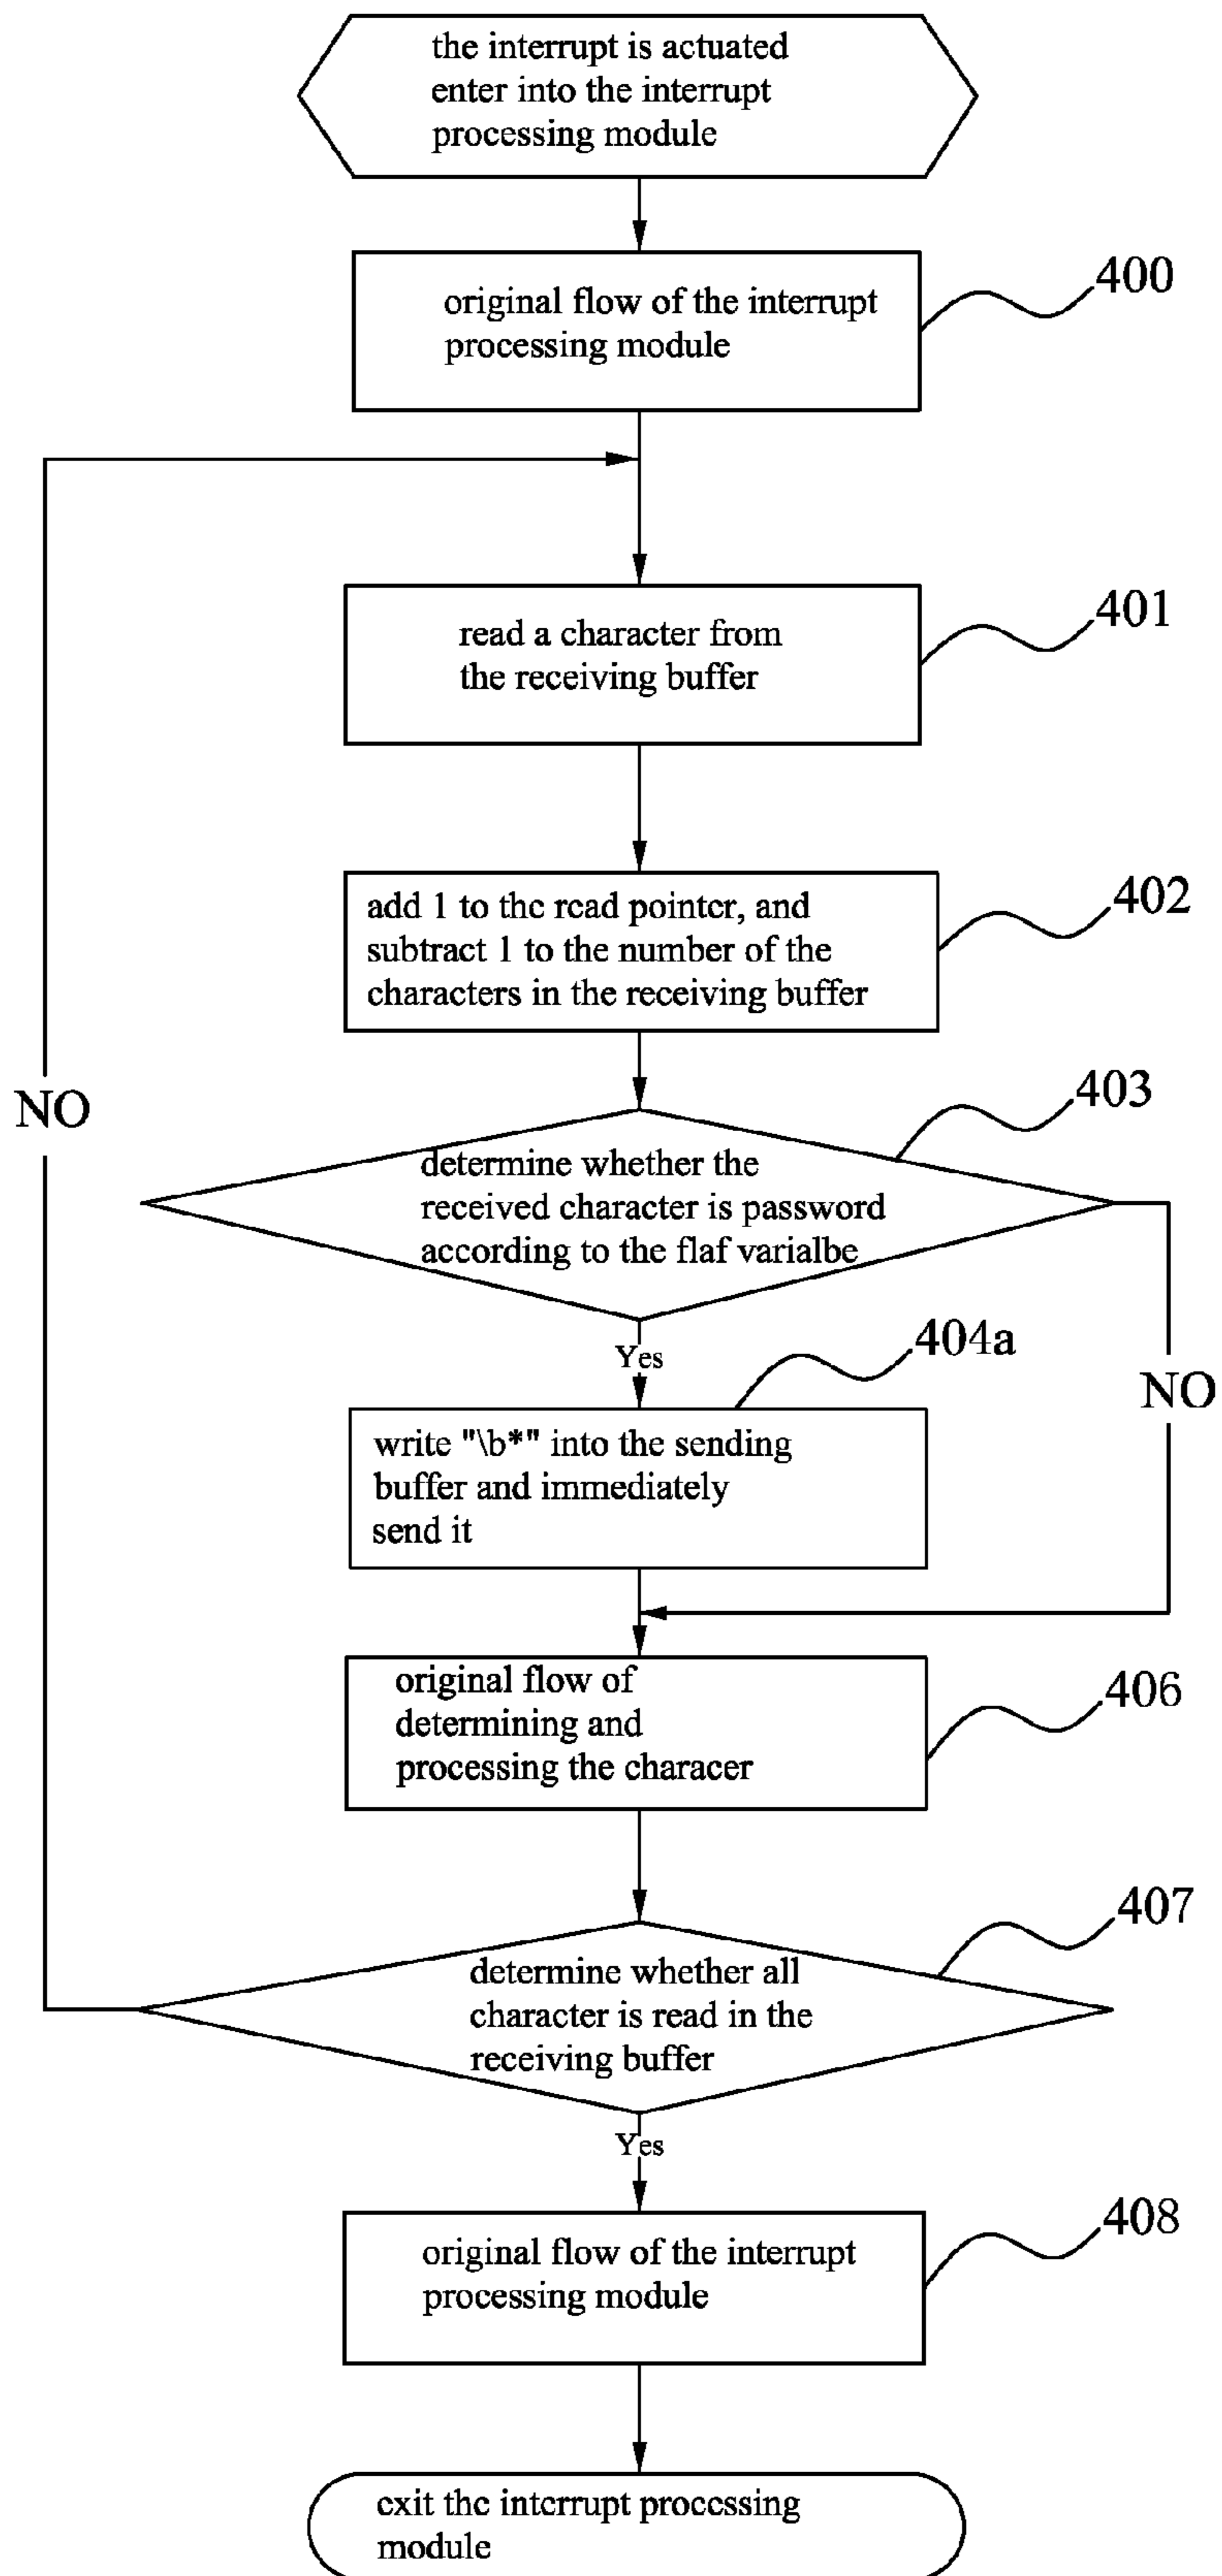 the interrupt is actuated
enter into the interrupt
processing module
400
original flow of the interrupt
processing module
401
read a character from
the receiving buffer
402
add 1 to the read pointer, and
subtract 1 to the number of the
characters in the receiving buffer
NO
403
determine whether the
received character is password
according to the flaf varialbe
Yes
404a
NO
write "\b*" into the sending
buffer and immediately
send it
406
original flow of
determining and
processing the characer
407
determine whether all
character is read in the
receiving buffer
Yes
408
original flow of the interrupt
processing module
exit the interrupt processing
module